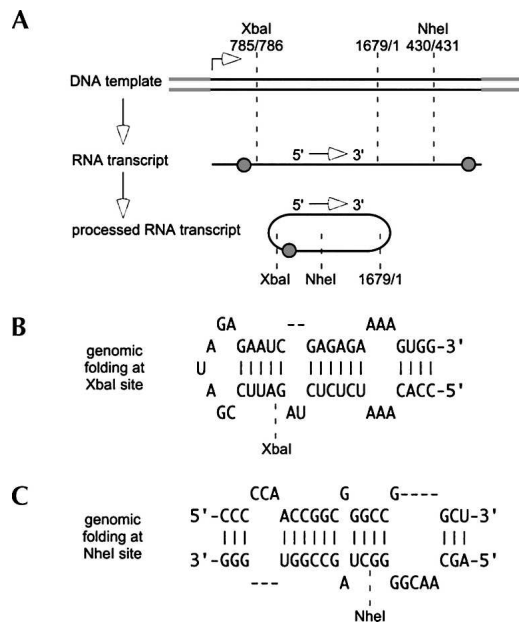 A
XbaI NheI
785/786 1679/1 430/431
DNA template
RNA transcript 5' 3'
5' 3'
processed RNA transcript
XbaI NheI 1679/1
B
GA -- AAA
genomic A GAAUC GAGAGA GUGG-3'
folding at U
XbaI site A CUUAG CUCUCU CACC-5'
GC AU AAA
XbaI
C
CCA G G----
genomic 5'-CCC ACCGGC GGCC GCU-3'
folding at
NheI site 3'-GGG UGGCCG UCGG CGA-5'
--- A GGCAA
NheI